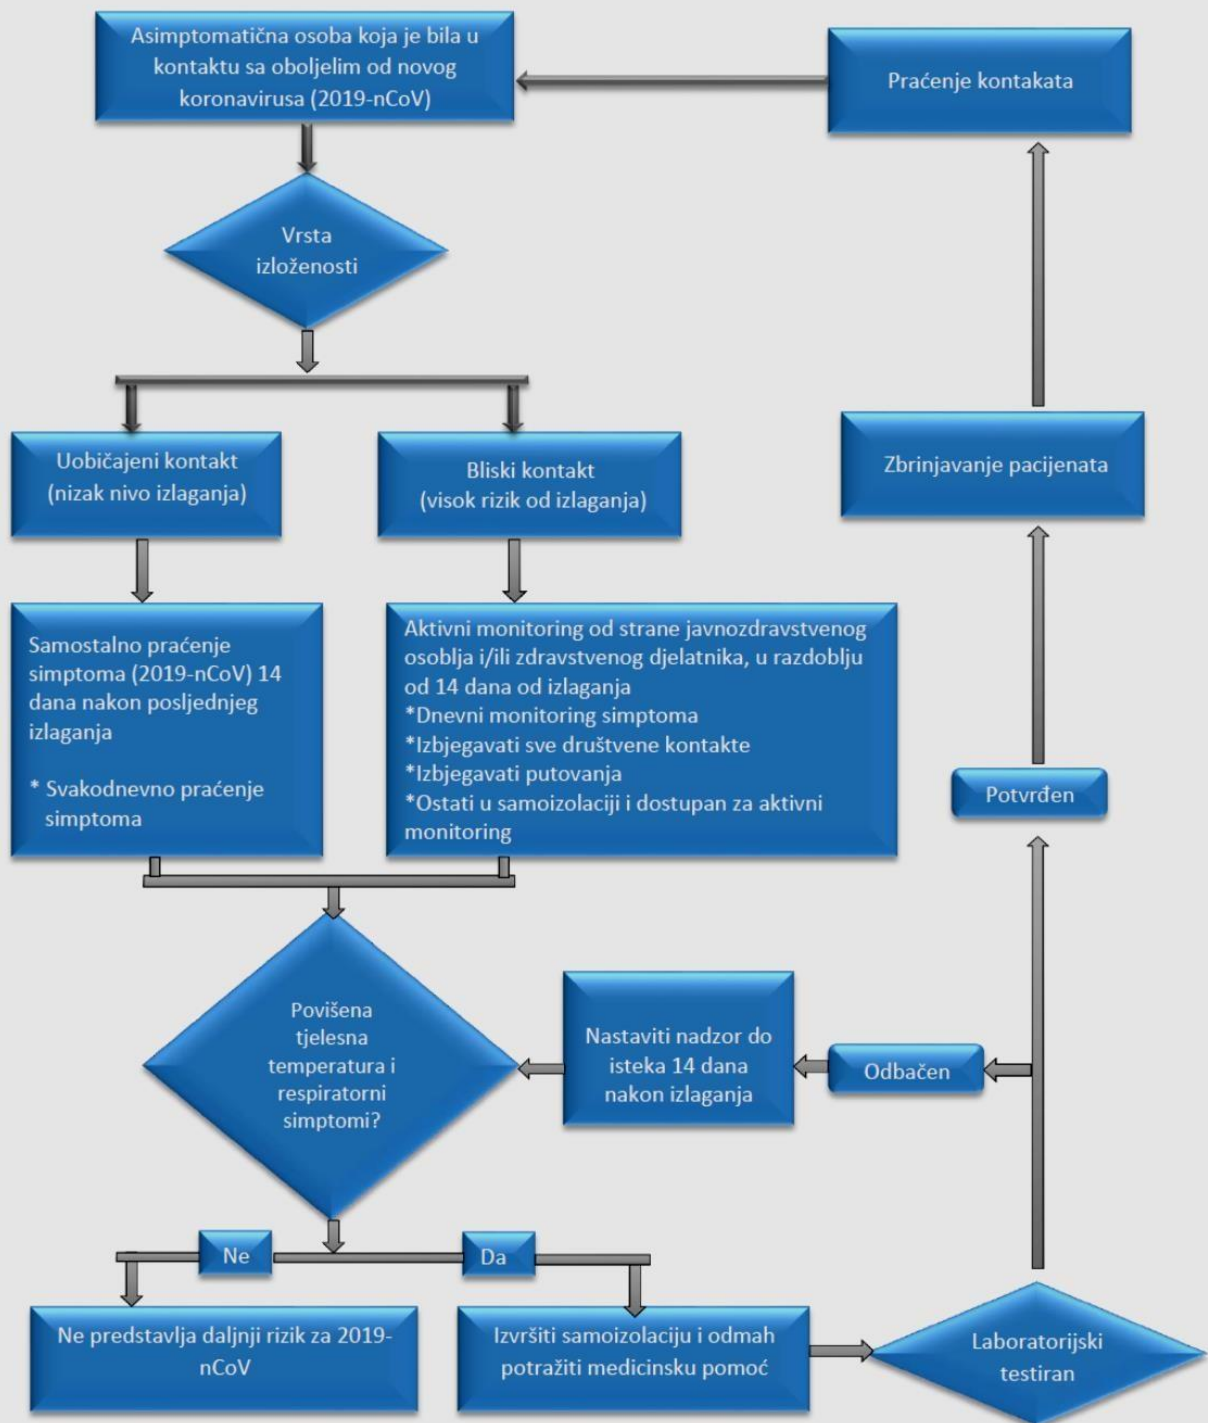 Asimptomatična osoba koja je bila u
kontaktu sa oboljelim od novog
koronavirusa (2019-nCoV)
Praćenje kontakata
Vrsta
izloženosti
Uobičajeni kontakt
(nizak nivo izlaganja)
Bliski kontakt
(visok rizik od izlaganja)
Zbrinjavanje pacijenata
Samostalno praćenje
simptoma (2019-nCoV) 14
dana nakon posljednjeg
izlaganja
* Svakodnevno praćenje
simptoma
Aktivni monitoring od strane javnozdravstvenog
osoblja i/ili zdravstvenog djelatnika, u razdoblju
od 14 dana od izlaganja
*Dnevni monitoring simptoma
*Izbjegavati sve društvene kontakte
*Izbjegavati putovanja
*Ostati u samoizolaciji i dostupan za aktivni
monitoring
Potvrđen
Povišena
tjelesna
temperatura i
respiratorni
simptomi?
Nastaviti nadzor do
isteka 14 dana
nakon izlaganja
Odbačen
Ne
Da
Ne predstavlja daljnji rizik za 2019-
nCoV
Izvršiti samoizolaciju i odmah
potražiti medicinsku pomoć
Laboratorijski
testiran